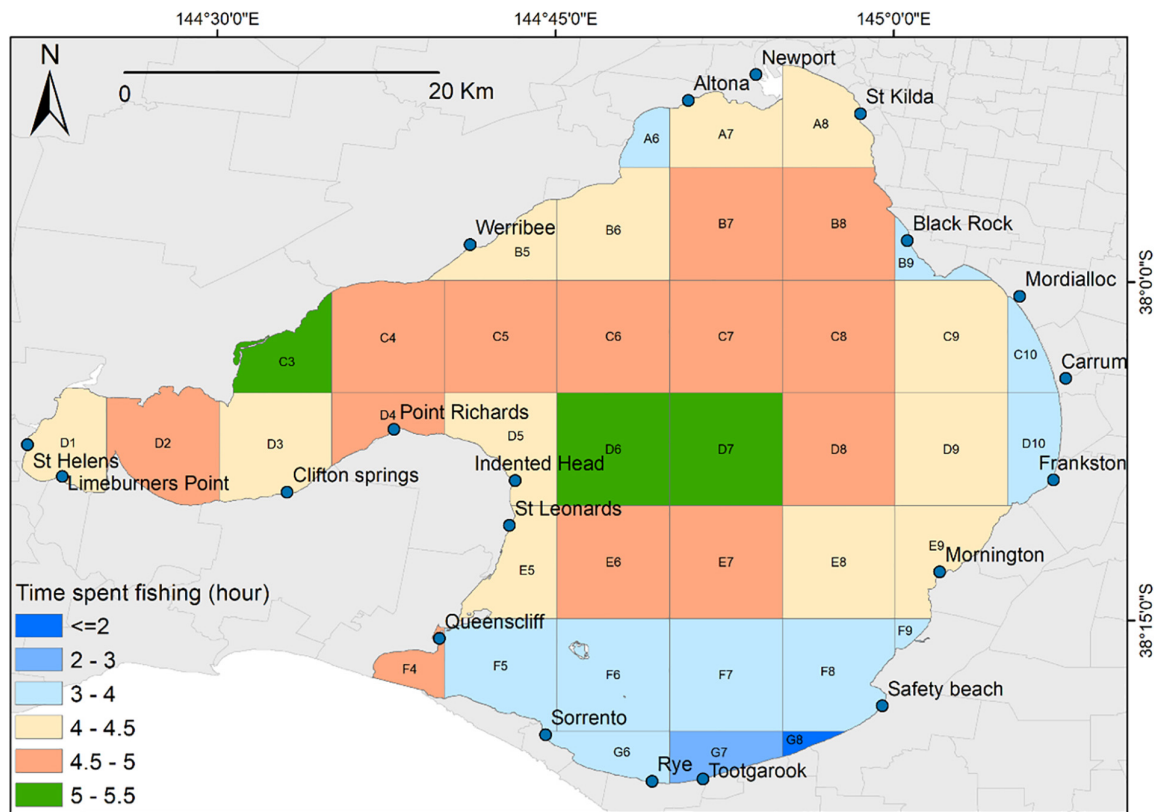 144°30'0"E 144°45'0"E 145°0'0"E
N
0 20 Km
Newport
Altona
St Kilda
A6 A7 A8
Werribee
B5 B6 B7 B8 B9
Black Rock
Mordialloc
38°0'0"S
C3 C4 C5 C6 C7 C8 C9 C10
Carrum
D1 D2 D3 D4 D5 D6 D7 D8 D9 D10
Point Richards
St Helens
Limeburners Point
Clifton springs
Indented Head
Frankston
St Leonards
E5 E6 E7 E8 E9
Mornington
Time spent fishing (hour)
<=2
2 - 3
3 - 4
4 - 4.5
4.5 - 5
5 - 5.5
38°15'0"S
Queenscliff
F4 F5 F6 F7 F8 F9
Safety beach
Sorrento
G6 G7 G8
Rye
Tootgarook